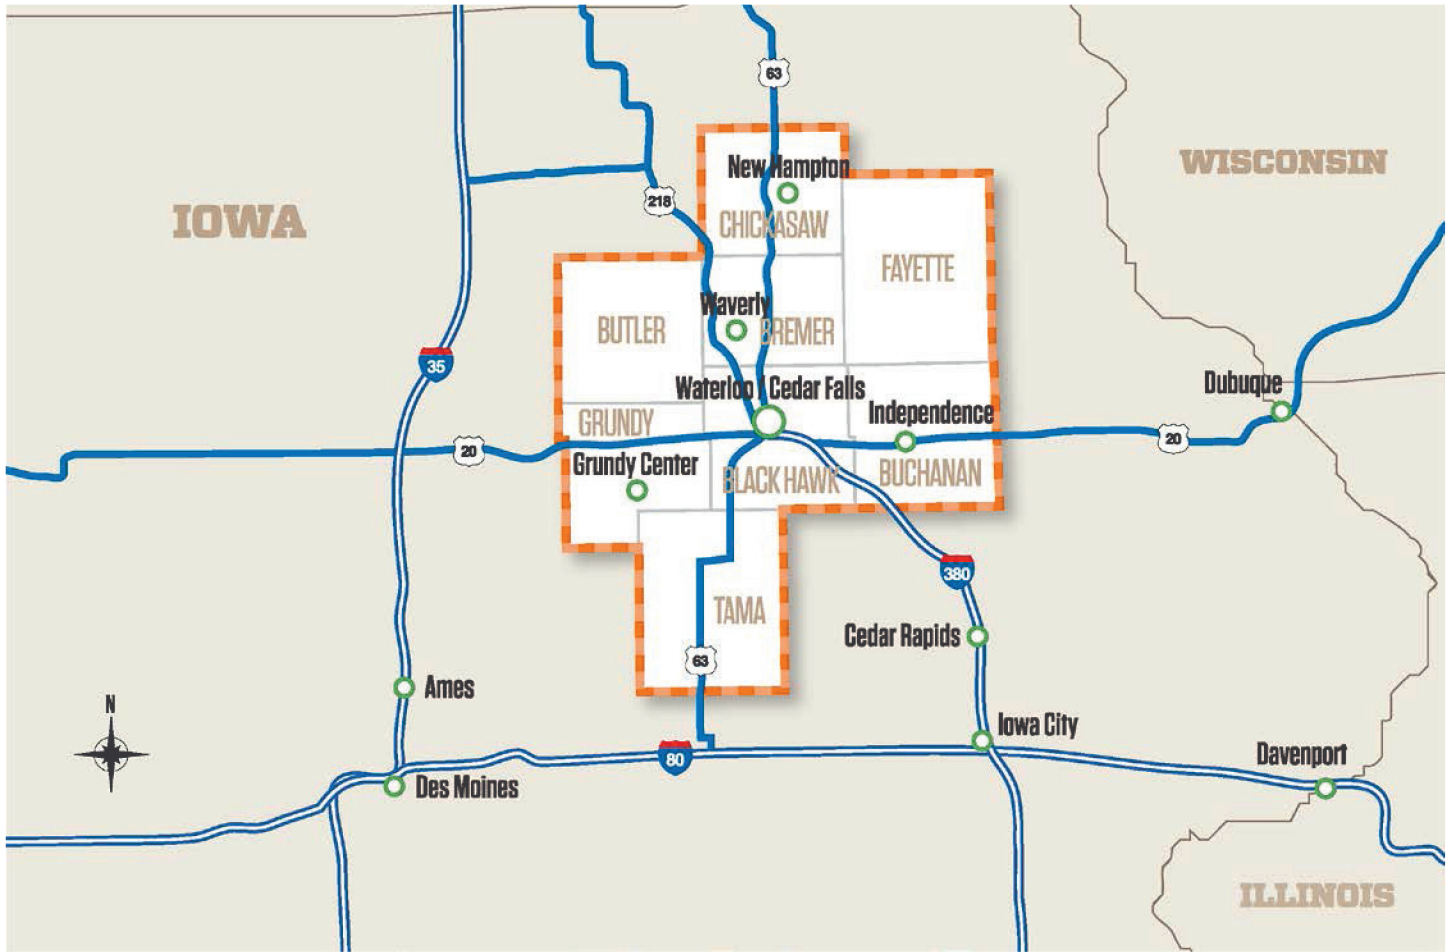 63
WISCONSIN
New Hampton
218
IOWA
CHICKASAW
FAYETTE
Waverly
BUTLER
BREMER
35
Waterloo / Cedar Falls
Dubuque
GRUNDY
Independence
20
20
Grundy Center
BLACK HAWK
BUCHANAN
380
TAMA
Cedar Rapids
63
Ames
N
Iowa City
80
Davenport
Des Moines
ILLINOIS